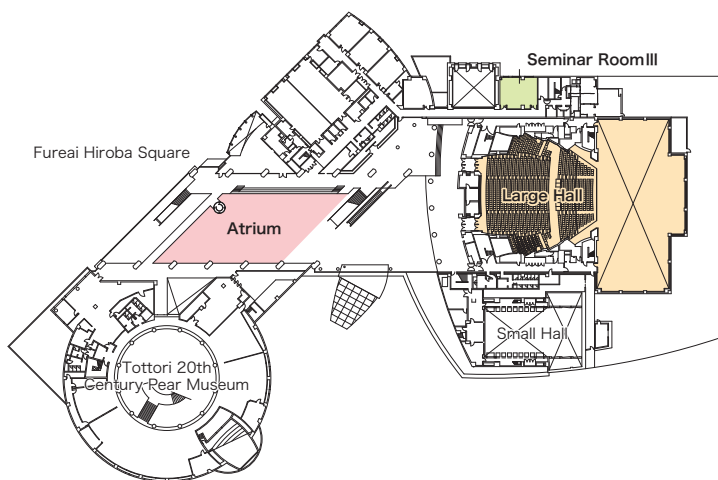 Seminar RoomⅢ
Fureai Hiroba Square
Large Hall
Atrium
Small Hall
Tottori 20th
Century Pear Museum